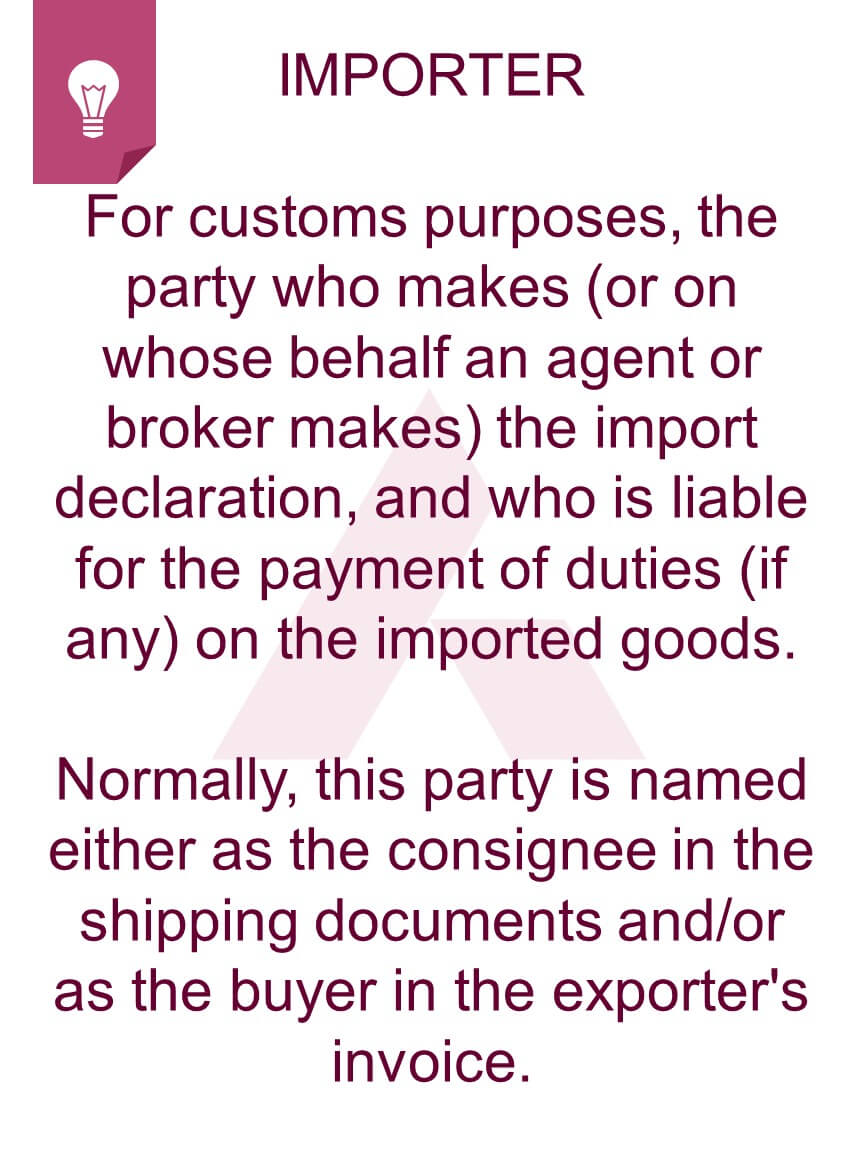 IMPORTER
For customs purposes, the
party who makes (or on
whose behalf an agent or
broker makes) the import
declaration, and who is liable
for the payment of duties (if
any) on the imported goods.
Normally, this party is named
either as the consignee in the
shipping documents and/or
as the buyer in the exporter's
invoice.